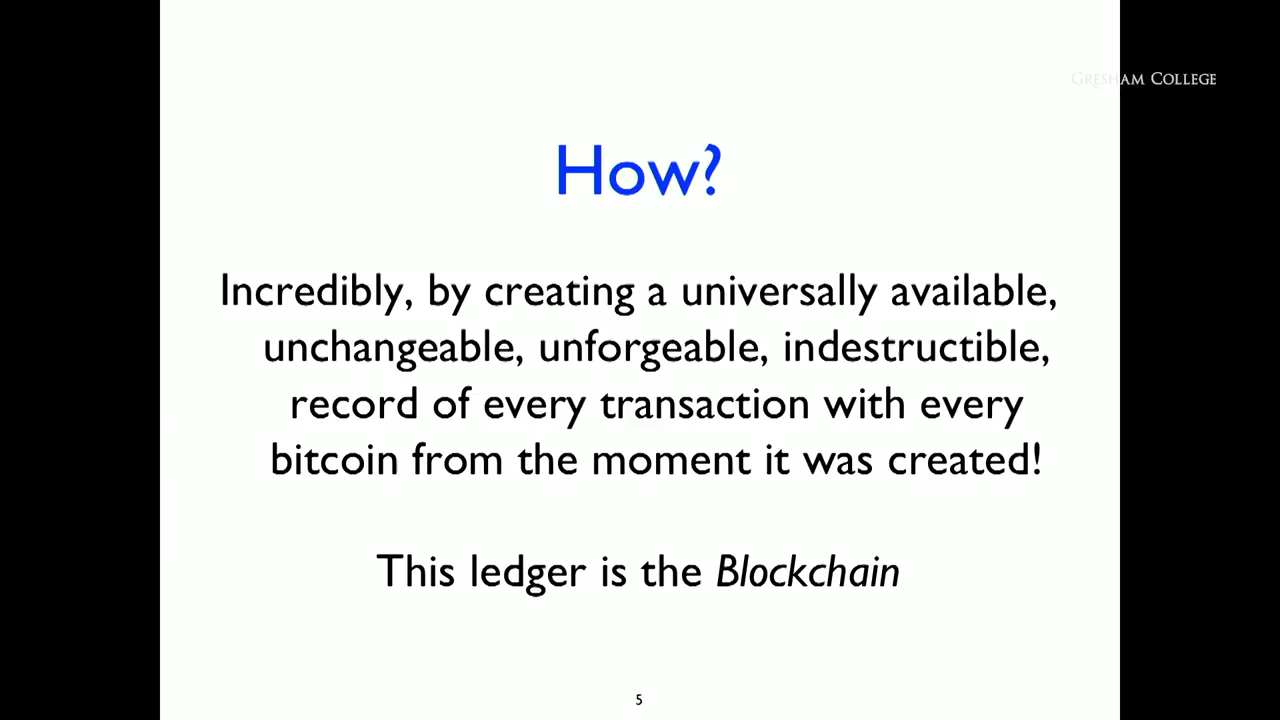 GRESHAM COLLEGE
How?
Incredibly, by creating a universally available,
unchangeable, unforgeable, indestructible,
record of every transaction with every
bitcoin from the moment it was created!
This ledger is the Blockchain
5